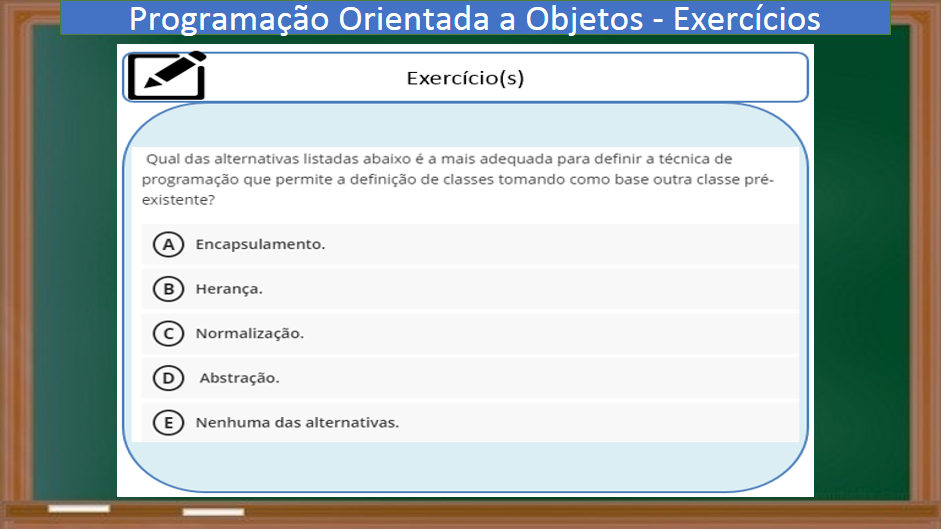 Programação Orientada a Objetos - Exercícios
Exercício(s)
Qual das alternativas listadas abaixo é a mais adequada para definir a técnica de
programação que permite a definição de classes tomando como base outra classe pré-
existente?
A Encapsulamento.
B Herança.
C Normalização.
D Abstração.
E Nenhuma das alternativas.